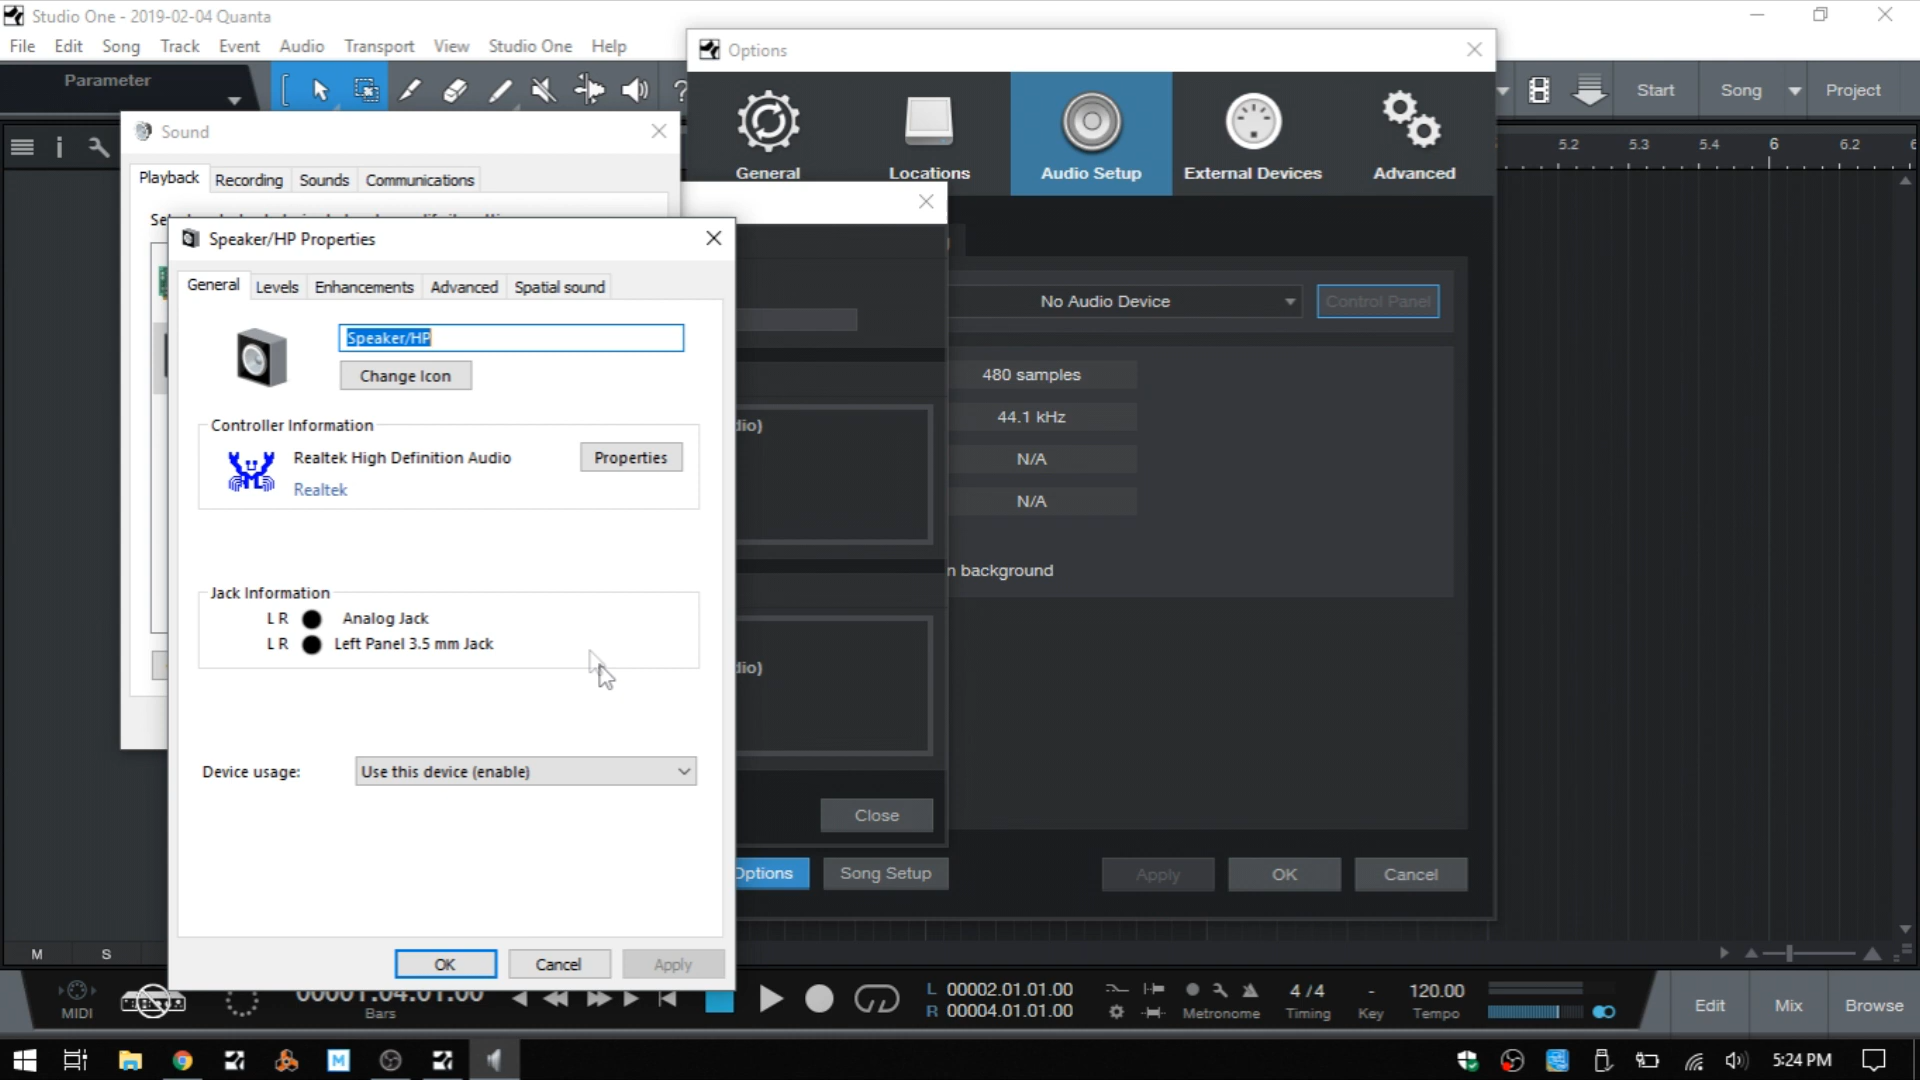 Studio One - 2019-02-04 Quanta
File Edit Song Track Event Audio Transport View Studio One Help
Parameter
Options
General
Locations
Audio Setup
External Devices
Advanced
Start
Song
Project
5.2 5.3 5.4 6 6.2
Sound
Playback Recording Sounds Communications
Speaker/HP Properties
General Levels Enhancements Advanced Spatial sound
Speaker/HP
Change Icon
Controller Information
Realtek High Definition Audio
Properties
Realtek
Jack Information
L R Analog Jack
L R Left Panel 3.5 mm Jack
Device usage:
Use this device (enable)
OK
Cancel
Apply
No Audio Device
Control Panel
480 samples
44.1 kHz
N/A
N/A
n background
dio)
dio)
Close
Options
Song Setup
Apply
OK
Cancel
M S
MIDI
00001.04.01.00
Bars
L 00002.01.01.00
R 00004.01.01.00
Metronome
4 / 4
Timing
-
Key
120.00
Tempo
Edit
Mix
Browse
5:24 PM